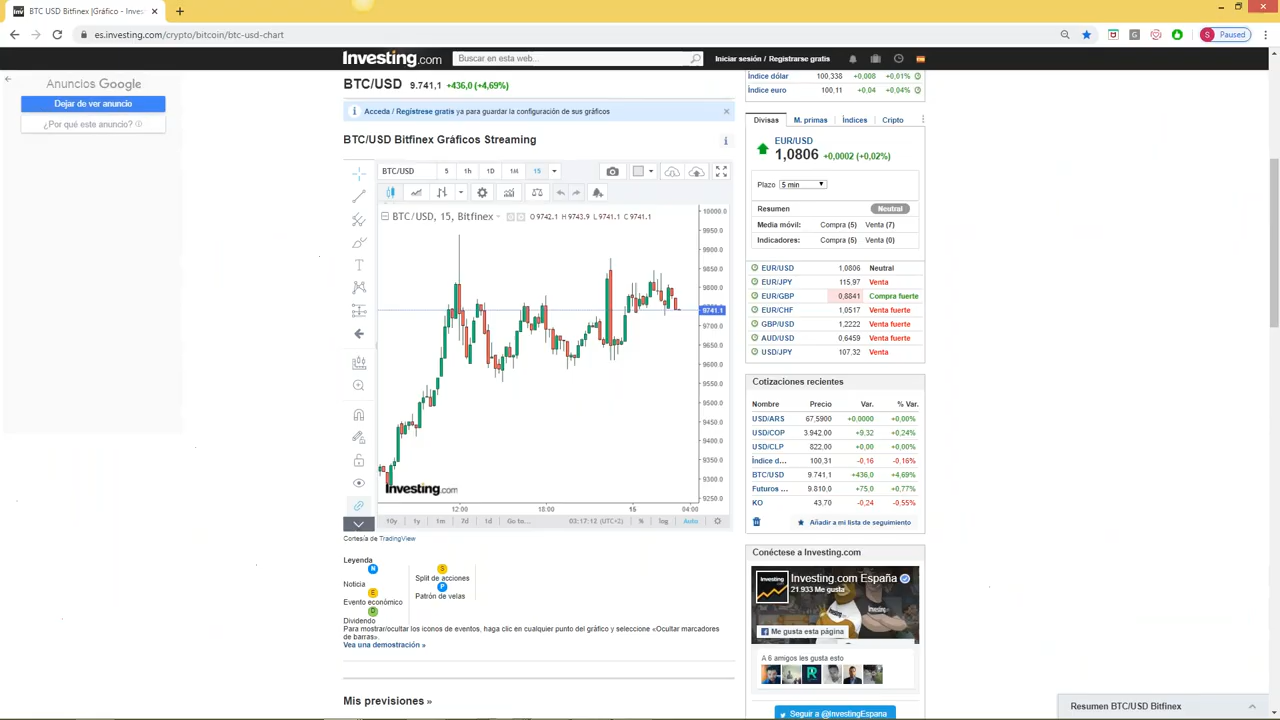 BTC USD Bitfinex |Gráfico - Inves
es.investing.com/crypto/bitcoin/btc-usd-chart
Paused
Anuncios Google
Dejar de ver anuncio
¿Por qué este anuncio?
Investing.com
Buscar en esta web...
Iniciar sesión / Registrarse gratis
BTC/USD 9.741,1 +436,0 (+4,69%)
Acceda / Regístrese gratis ya para guardar la configuración de sus gráficos
BTC/USD Bitfinex Gráficos Streaming
BTC/USD 5 1h 1D 1M 15
BTC/USD, 15, Bitfinex O 9742.1 H 9743.9 L 9741.1 C 9741.1
10000.0
9950.0
9900.0
9850.0
9800.0
9741.1
9700.0
9650.0
9600.0
9550.0
9500.0
9450.0
9400.0
9350.0
9300.0
9250.0
Investing.com
12:00 18:00 15 04:00
10y 1y 1m 7d 1d Go to... 03:17:12 (UTC+2) % log Auto
Cortesía de TradingView
Leyenda
N
Noticia
E
Evento económico
D
Dividendo
S
Split de acciones
P
Patrón de velas
Para mostrar/ocultar los iconos de eventos, haga clic en cualquier punto del gráfico y seleccione «Ocultar marcadores
de barras».
Vea una demostración »
Mis previsiones »
Índice dólar 100,338 +0,008 +0,01%
Índice euro 100,11 +0,04 +0,04%
Divisas M. primas Índices Cripto
EUR/USD
1,0806 +0,0002 (+0,02%)
Plazo 5 min
Resumen Neutral
Media móvil: Compra (5) Venta (7)
Indicadores: Compra (5) Venta (0)
EUR/USD 1,0806 Neutral
EUR/JPY 115,97 Venta
EUR/GBP 0,8841 Compra fuerte
EUR/CHF 1,0517 Venta fuerte
GBP/USD 1,2222 Venta fuerte
AUD/USD 0,6459 Venta fuerte
USD/JPY 107,32 Venta
Cotizaciones recientes
Nombre Precio Var. % Var.
USD/ARS 67,5900 +0,0000 +0,00%
USD/COP 3.942,00 +9,32 +0,24%
USD/CLP 822,00 +0,00 +0,00%
Índice d... 100,31 -0,16 -0,16%
BTC/USD 9.741,1 +436,0 +4,69%
Futuros ... 9.810,0 +75,0 +0,77%
KO 43,70 -0,24 -0,55%
Añadir a mi lista de seguimiento
Conéctese a Investing.com
Investing.com España
21.933 Me gusta
Me gusta esta página
A 6 amigos les gusta esto
Seguir a @InvestingEspana
Resumen BTC/USD Bitfinex